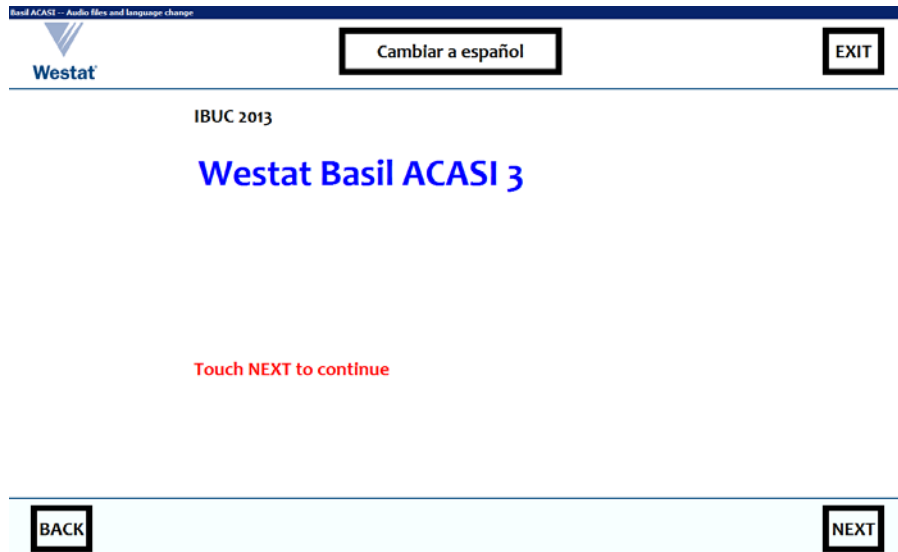 Basil ACASI -- Audio files and language change
Westat
Cambiar a español
EXIT
IBUC 2013
Westat Basil ACASI 3
Touch NEXT to continue
BACK
NEXT